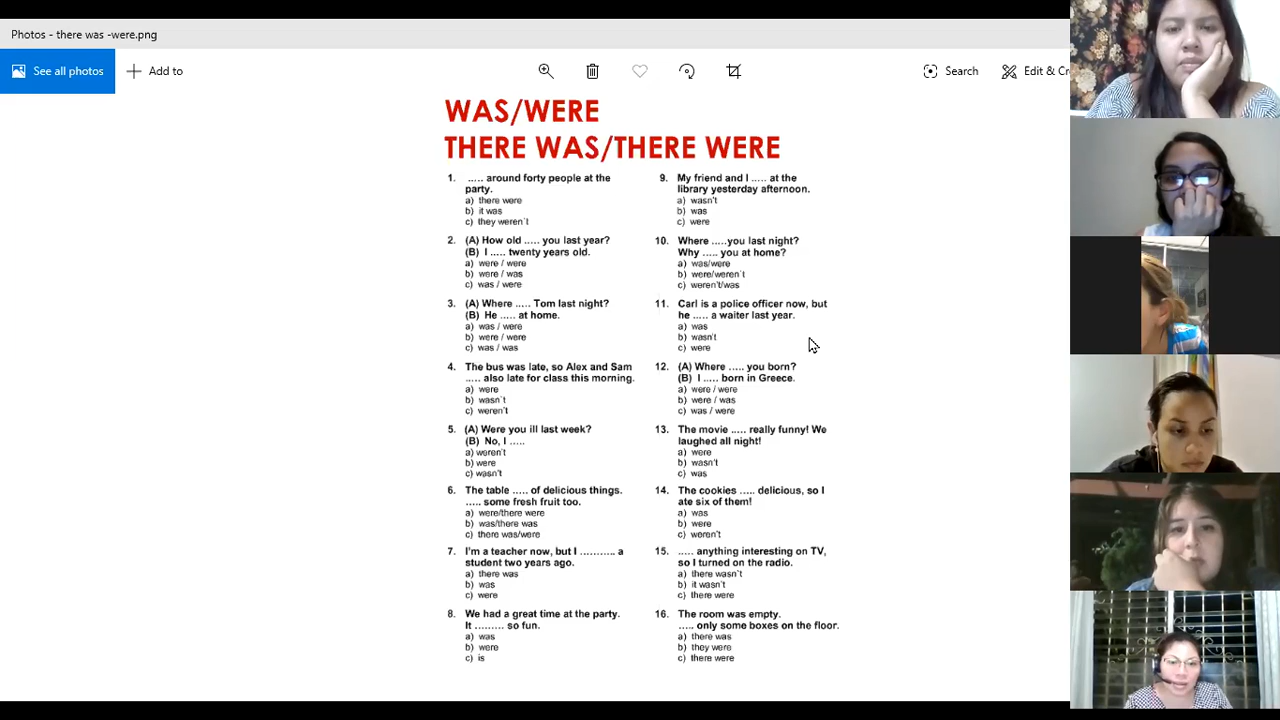 Photos - there was -were.png
See all photos
Add to
Search
Edit & Cr
WAS/WERE
THERE WAS/THERE WERE
1. ..... around forty people at the
party.
a) there were
b) it was
c) they weren`t
2. (A) How old ..... you last year?
(B) I ..... twenty years old.
a) were / were
b) were / was
c) was / were
3. (A) Where ..... Tom last night?
(B) He ..... at home.
a) was / were
b) were / were
c) was / was
4. The bus was late, so Alex and Sam
..... also late for class this morning.
a) were
b) wasn`t
c) weren't
5. (A) Were you ill last week?
(B) No, I .....
a) weren't
b) were
c) wasn't
6. The table ..... of delicious things.
..... some fresh fruit too.
a) were/there were
b) was/there was
c) there was/were
7. I'm a teacher now, but I .......... a
student two years ago.
a) there was
b) was
c) were
8. We had a great time at the party.
It ......... so fun.
a) was
b) were
c) is
9. My friend and I ..... at the
library yesterday afternoon.
a) wasn't
b) was
c) were
10. Where .....you last night?
Why ..... you at home?
a) was/were
b) were/weren`t
c) weren't/was
11. Carl is a police officer now, but
he ..... a waiter last year.
a) was
b) wasn't
c) were
12. (A) Where ..... you born?
(B) I ..... born in Greece.
a) were / were
b) were / was
c) was / were
13. The movie ..... really funny! We
laughed all night!
a) were
b) wasn't
c) was
14. The cookies ..... delicious, so I
ate six of them!
a) was
b) were
c) weren't
15. ..... anything interesting on TV,
so I turned on the radio.
a) there wasn`t
b) it wasn't
c) there were
16. The room was empty.
..... only some boxes on the floor.
a) there was
b) they were
c) there were